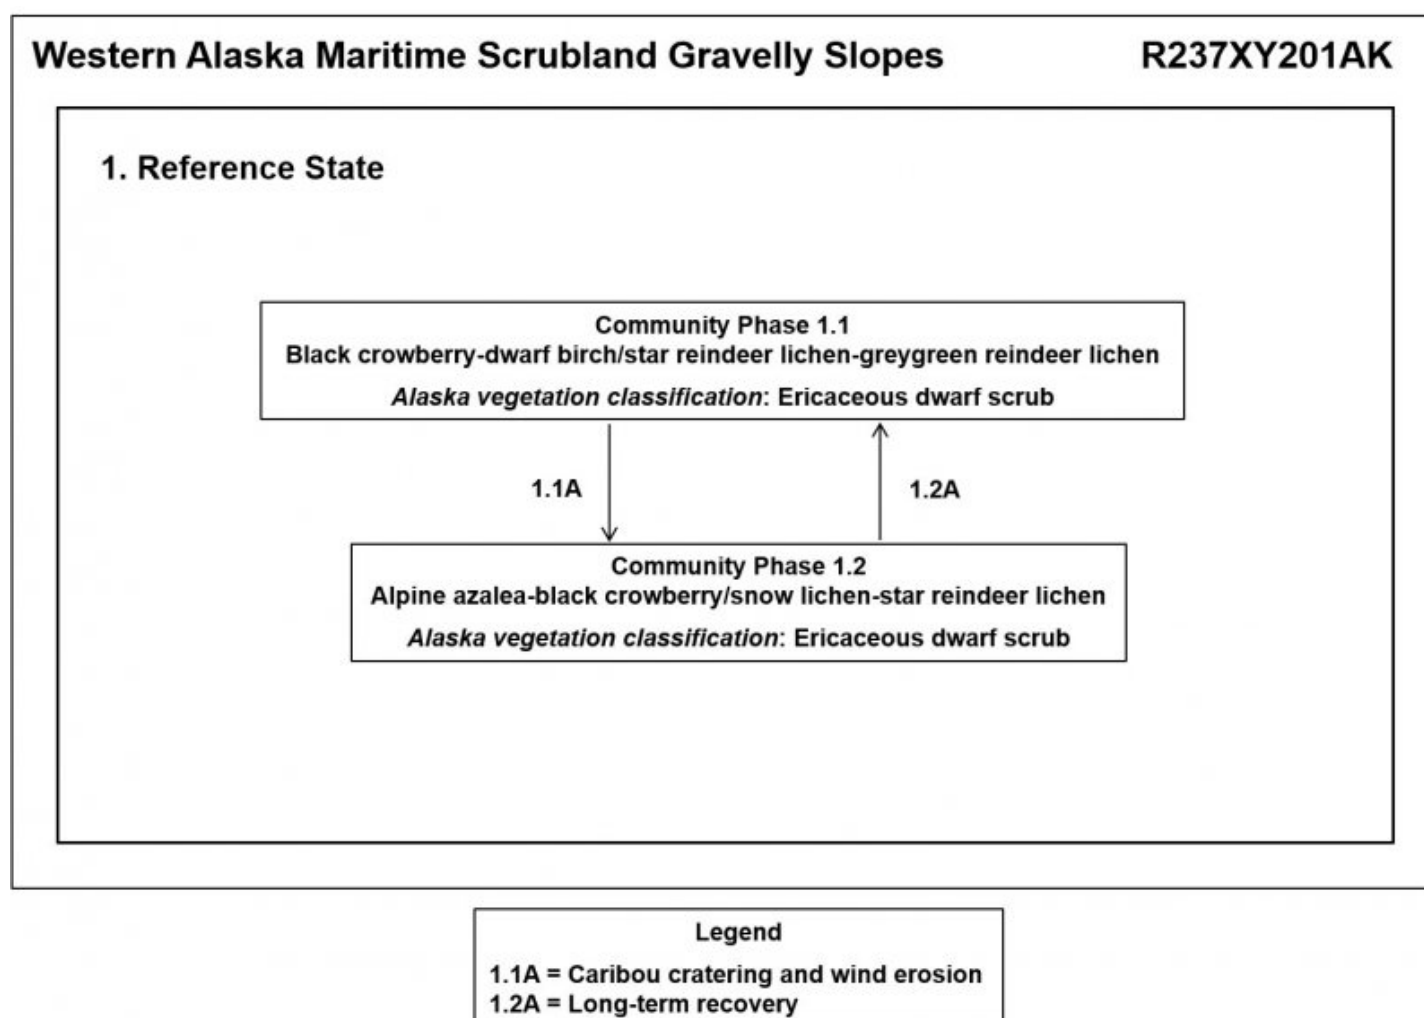 Western Alaska Maritime Scrubland Gravelly Slopes R237XY201AK
1. Reference State
Community Phase 1.1
Black crowberry-dwarf birch/star reindeer lichen-greygreen reindeer lichen
Alaska vegetation classification: Ericaceous dwarf scrub
1.1A 1.2A
Community Phase 1.2
Alpine azalea-black crowberry/snow lichen-star reindeer lichen
Alaska vegetation classification: Ericaceous dwarf scrub
Legend
1.1A = Caribou cratering and wind erosion
1.2A = Long-term recovery